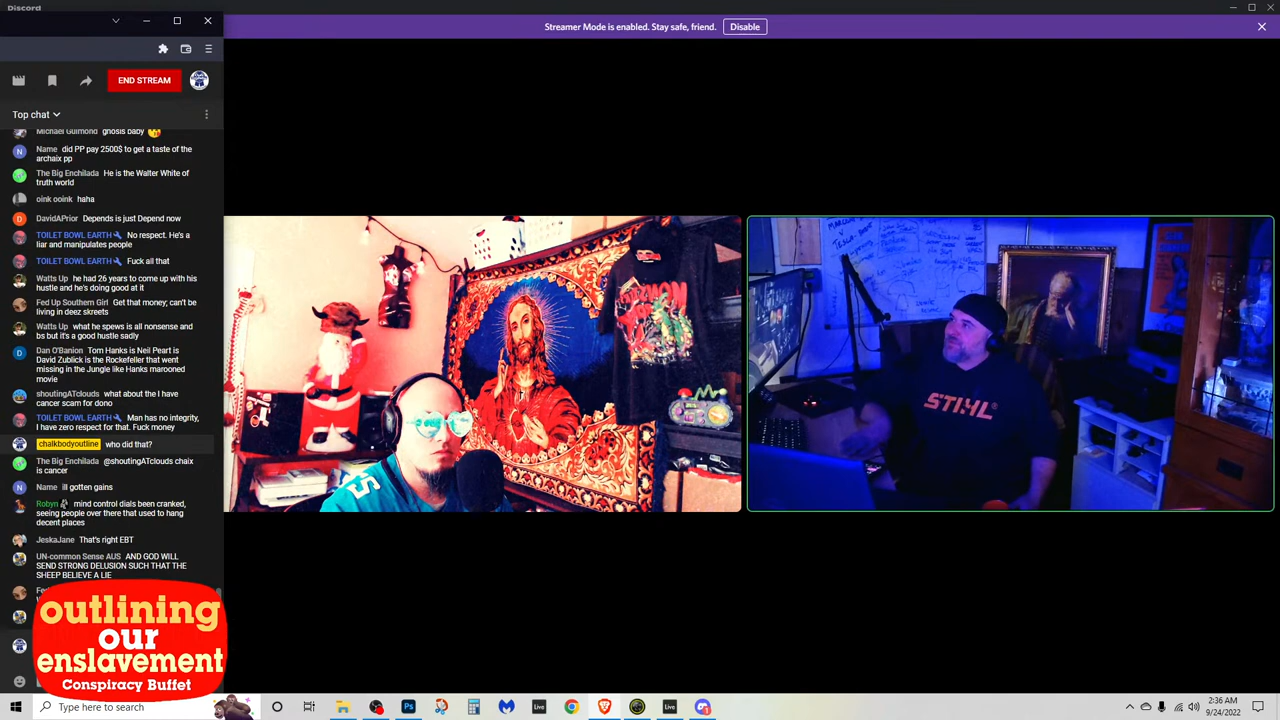 Discord
Streamer Mode is enabled. Stay safe, friend.
Disable
END STREAM
Top chat
Michael Guimond gnosis baby
Name did PP pay 2500$ to get a taste of the
archaix pp
The Big Enchilada He is the Walter White of
truth world
oink ooink haha
DavidAPrior Depends is just Depend now
TOILET BOWL EARTH No respect. He's a
liar and manipulates people
TOILET BOWL EARTH Fuck all that
Watts Up he had 26 years to come up with his
hustle and he's doing good at it
Fed Up Southern Girl Get that money; can't be
living in deez skreets
Watts Up what he spews is all nonsense and
bs but it's a good hustle sadly
Dan O'Banion Tom Hanks is Neil Peart is
David Zublick is the Rockefeller that went
missing in the Jungle like Hanks marooned
movie
shoutingATclouds what about the I have
cancer scam for dono
TOILET BOWL EARTH Man has no integrity,
I have zero respect for that. Fuck money
chalkbodyoutline who did that?
The Big Enchilada @shoutingATclouds chaix
is cancer
Name ill gotten gains
Robyn mind control dials been cranked,
seeing people over there that used to hang
decent places
JeskaJane That's right EBT
UN-common Sense AUS AND GOD WILL
SEND STRONG DELUSION SUCH THAT THE
SHEEP BELIEVE A LIE
outlining
our
enslavement
Conspiracy Buffet
STIHL
Type here to search
Ps
Live
Live
2:36 AM
9/24/2022